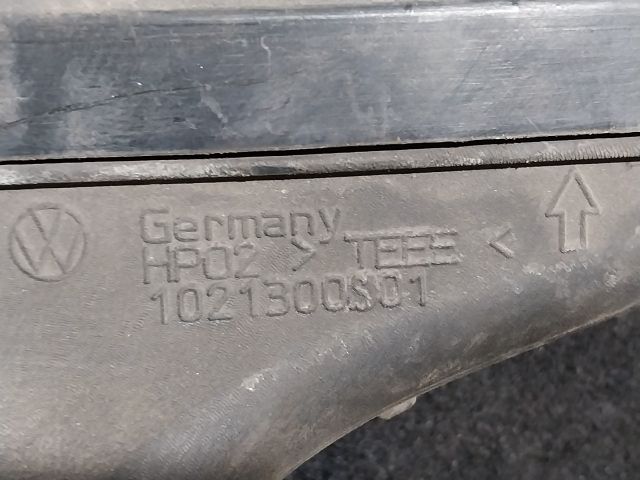 Germany
HP02 > TEEE <
1021300S01